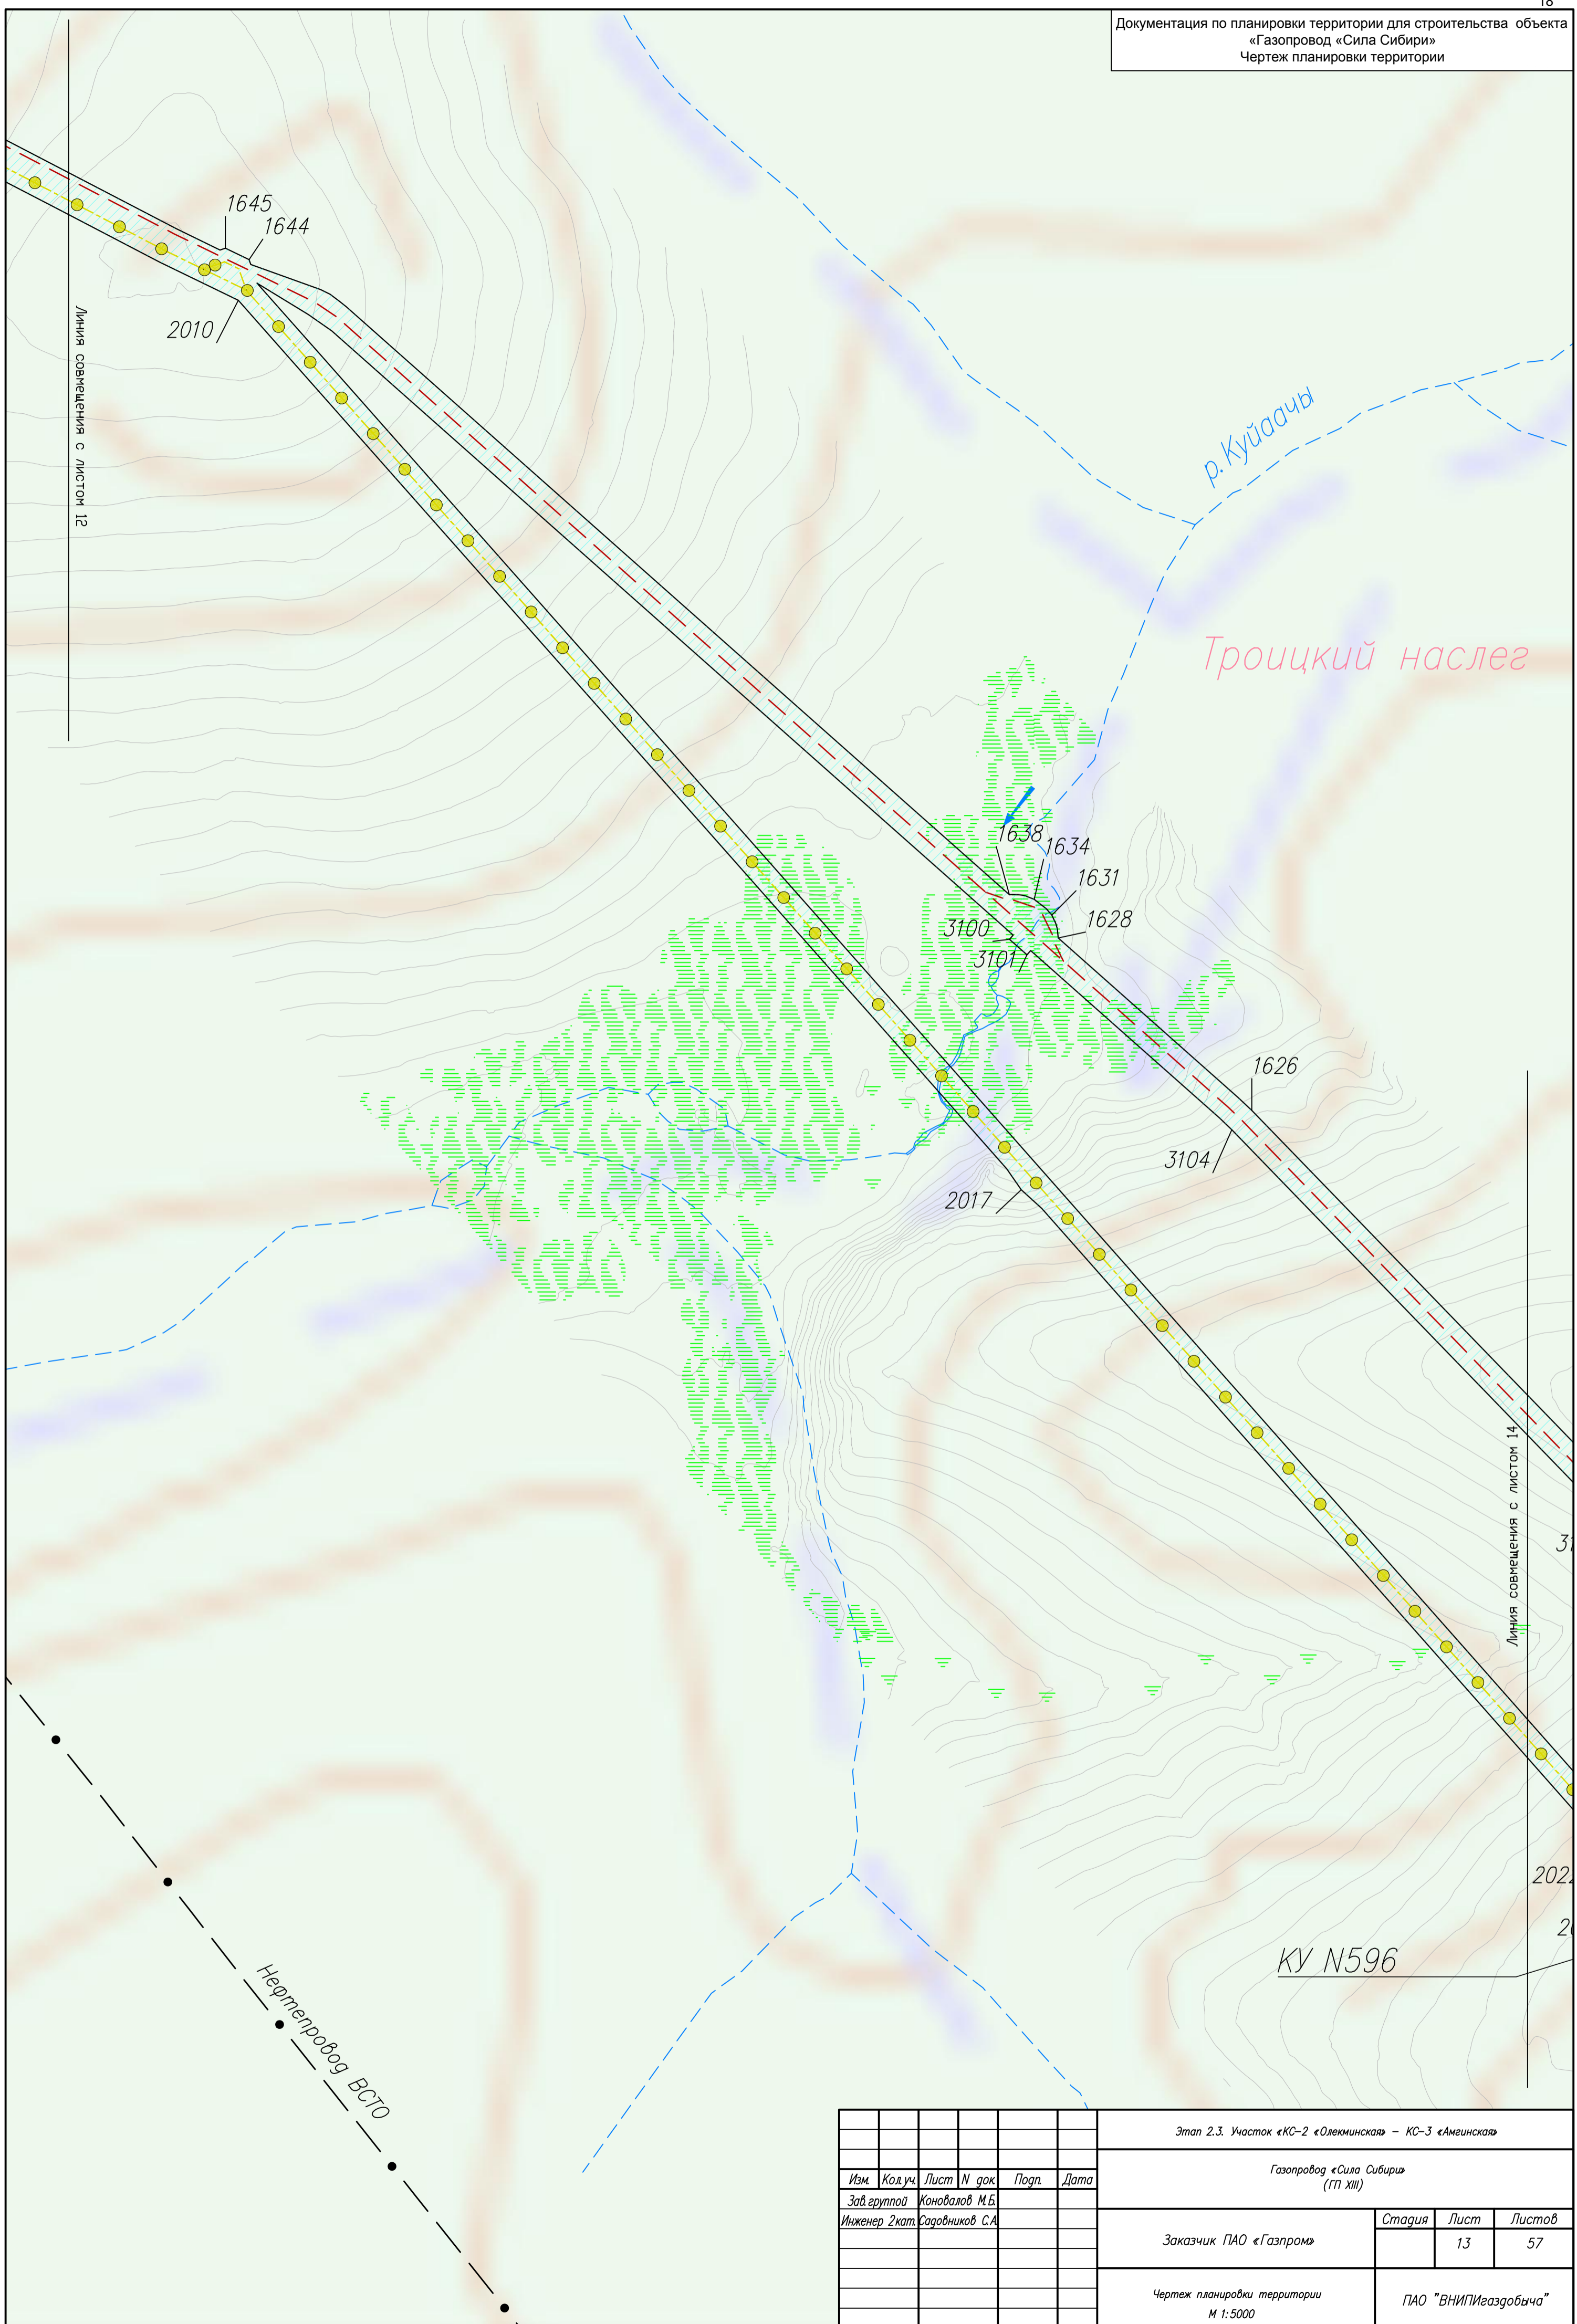 18
Документация по планировки территории для строительства объекта
«Газопровод «Сила Сибири»
Чертеж планировки территории
1645
1644
2010
Линия совмещения с листом 12
р.Куйаачы
Троицкий наслег
1638
1634
1631
1628
3100
3101
1626
3104
2017
Линия совмещения с листом 14
31
2022
20
КУ N596
Нефтепровод ВСТО
Этап 2.3. Участок «КС-2 «Олекминская» - КС-3 «Амгинская»
Газопровод «Сила Сибири»
(ГП XIII)
Изм. Кол.уч. Лист N док. Подп. Дата
Зав.группой Коновалов М.Б.
Инженер 2кат. Садовников С.А.
Заказчик ПАО «Газпром»
Стадия Лист Листов
13 57
Чертеж планировки территории
М 1:5000
ПАО "ВНИПИгаздобыча"